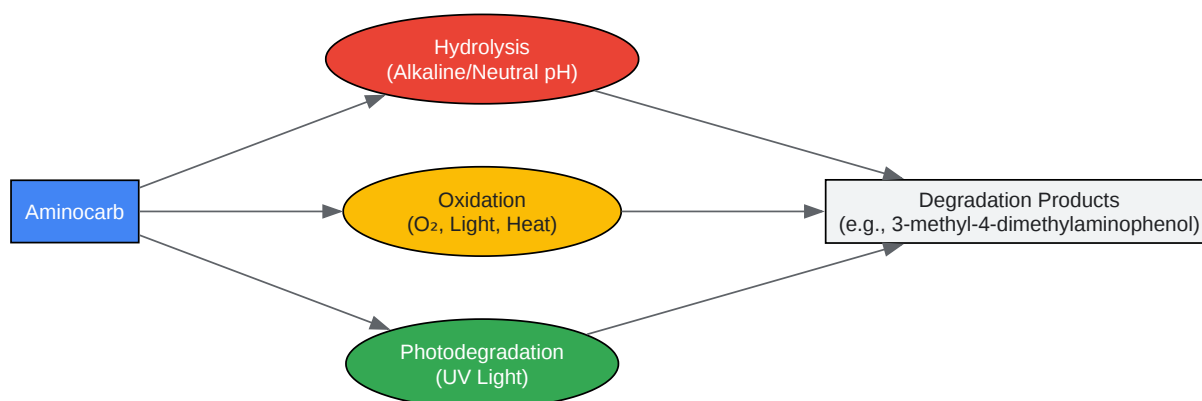 Hydrolysis
(Alkaline/Neutral pH)
Aminocarb
Oxidation
(O₂, Light, Heat)
Degradation Products
(e.g., 3-methyl-4-dimethylaminophenol)
Photodegradation
(UV Light)